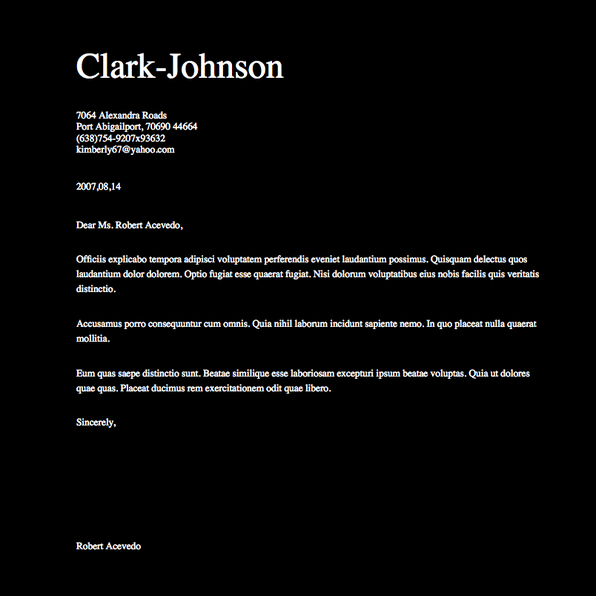 Clark-Johnson
7064 Alexandra Roads
Port Abigailport, 70690 44664
(638)754-9207x93632
kimberly67@yahoo.com
2007,08,14
Dear Ms. Robert Acevedo,
Officiis explicabo tempora adipisci voluptatem perferendis eveniet laudantium possimus. Quisquam delectus quos
laudantium dolor dolorem. Optio fugiat esse quaerat fugiat. Nisi dolorum voluptatibus eius nobis facilis quis veritatis
distinctio.
Accusamus porro consequuntur cum omnis. Quia nihil laborum incidunt sapiente nemo. In quo placeat nulla quaerat
mollitia.
Eum quas saepe distinctio sunt. Beatae similique esse laboriosam excepturi ipsum beatae voluptas. Quia ut dolores
quae quas. Placeat ducimus rem exercitationem odit quae libero.
Sincerely,
Robert Acevedo